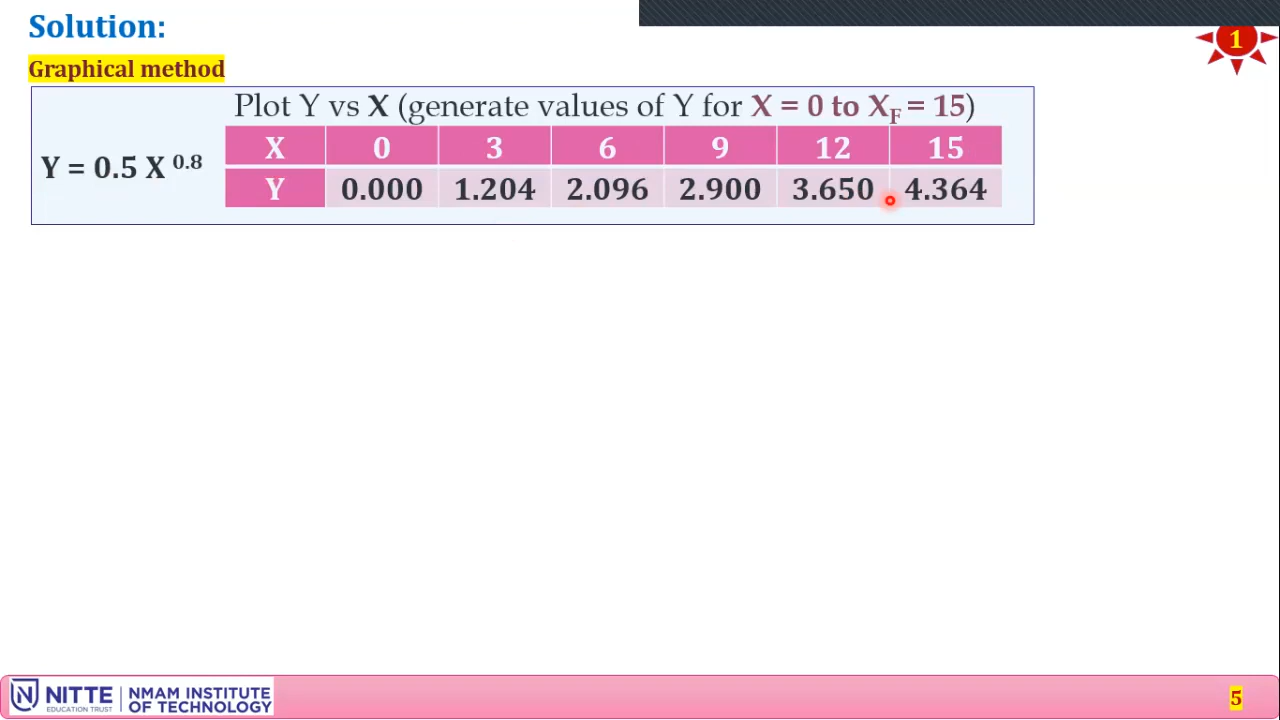 Solution:
1
Graphical method
Plot Y vs X (generate values of Y for X = 0 to X_F = 15)
Y = 0.5 X ^0.8
X 0 3 6 9 12 15
Y 0.000 1.204 2.096 2.900 3.650 4.364
NITTE
EDUCATION TRUST
NMAM INSTITUTE
OF TECHNOLOGY
5